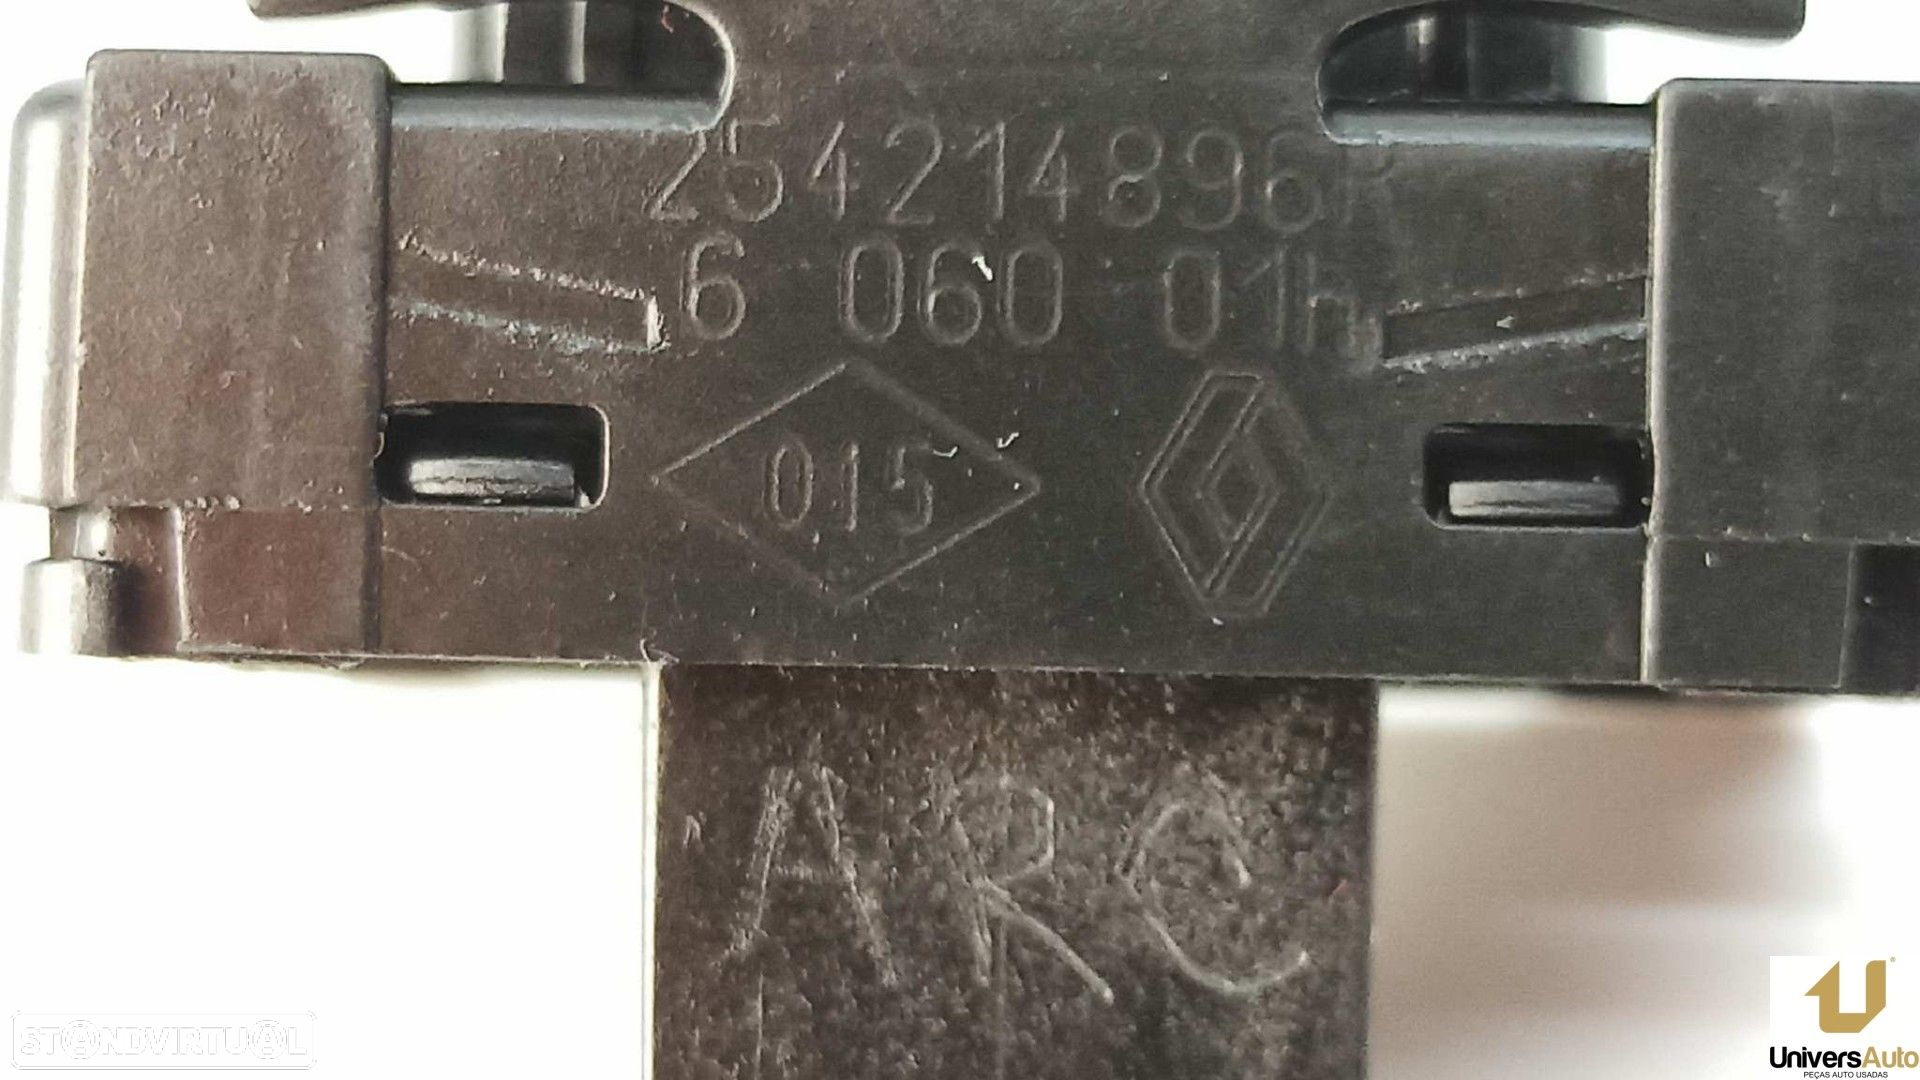 254214896R
6 060 01h
015
ARC
STANDVIRTUAL
UniversAuto
PEÇAS AUTO USADAS